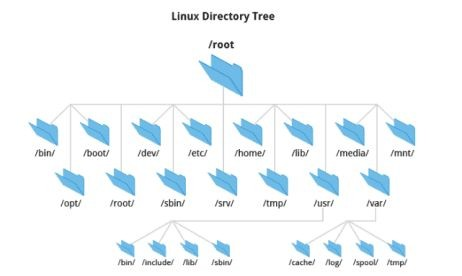 Linux Directory Tree
/root
/bin/ /boot/ /dev/ /etc/ /home/ /lib/ /media/ /mnt/
/opt/ /root/ /sbin/ /srv/ /tmp/ /usr/ /var/
/bin/ /include/ /lib/ /sbin/ /cache/ /log/ /spool/ /tmp/